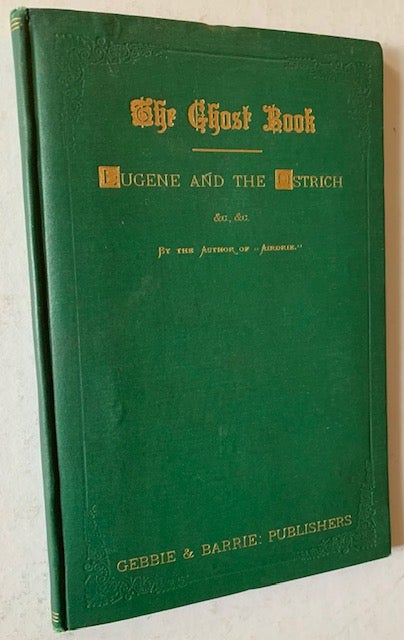 The Ghost Book
EUGENE AND THE OSTRICH
&C., &C.
BY THE AUTHOR OF "AIRDRIE."
GEBBIE & BARRIE: PUBLISHERS